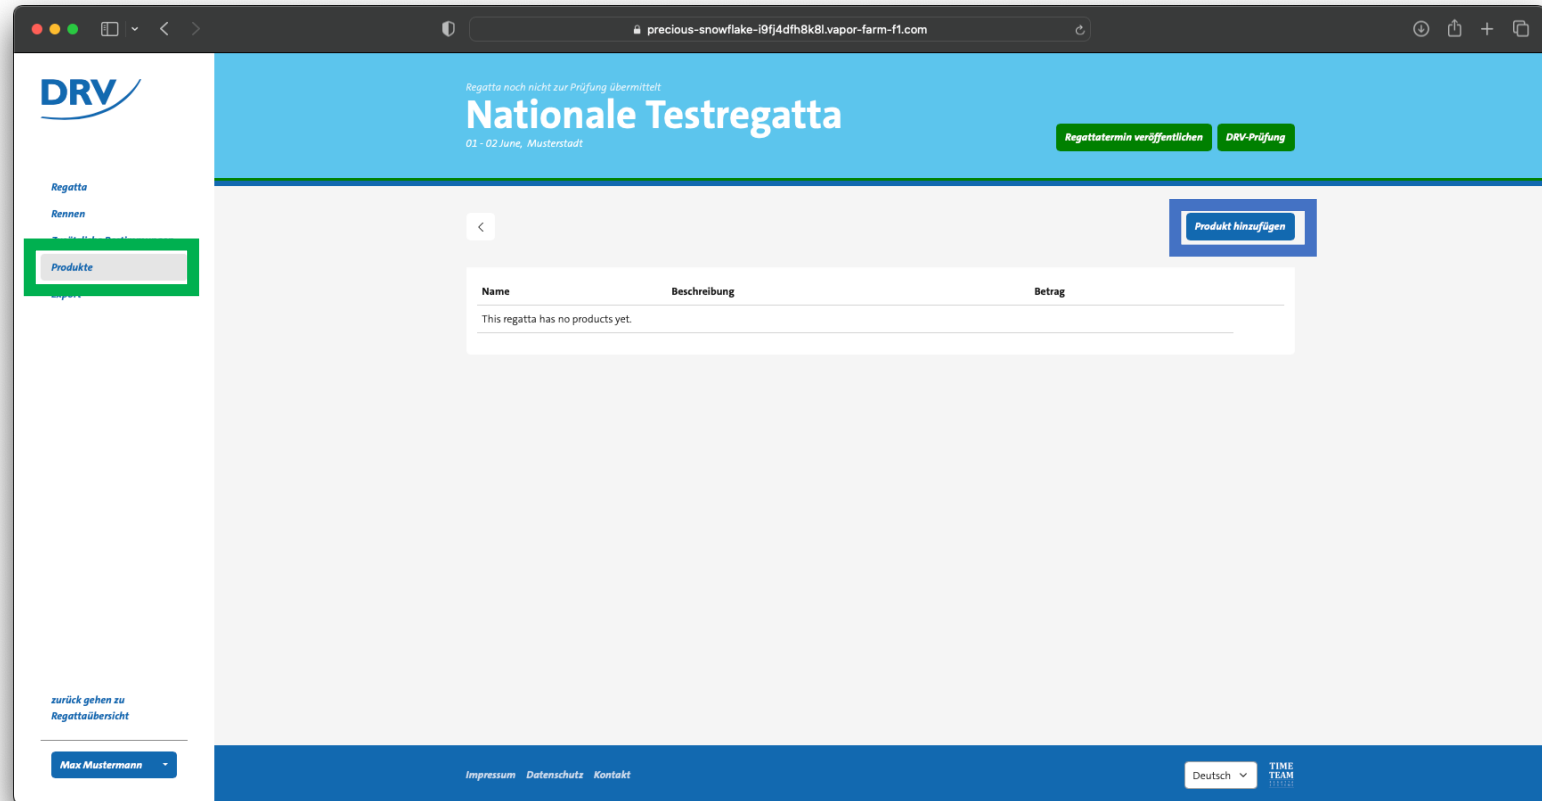 precious-snowflake-i9fj4dfh8k8l.vapor-farm-f1.com
DRV
Regatta noch nicht zur Prüfung übermittelt
Nationale Testregatta
01 - 02 June, Musterstadt
Regattatermin veröffentlichen
DRV-Prüfung
Regatta
Rennen
Produkte
Produkt hinzufügen
Name Beschreibung Betrag
This regatta has no products yet.
zurück gehen zu
Regattaübersicht
Max Mustermann
Impressum Datenschutz Kontakt
Deutsch
TIME
TEAM